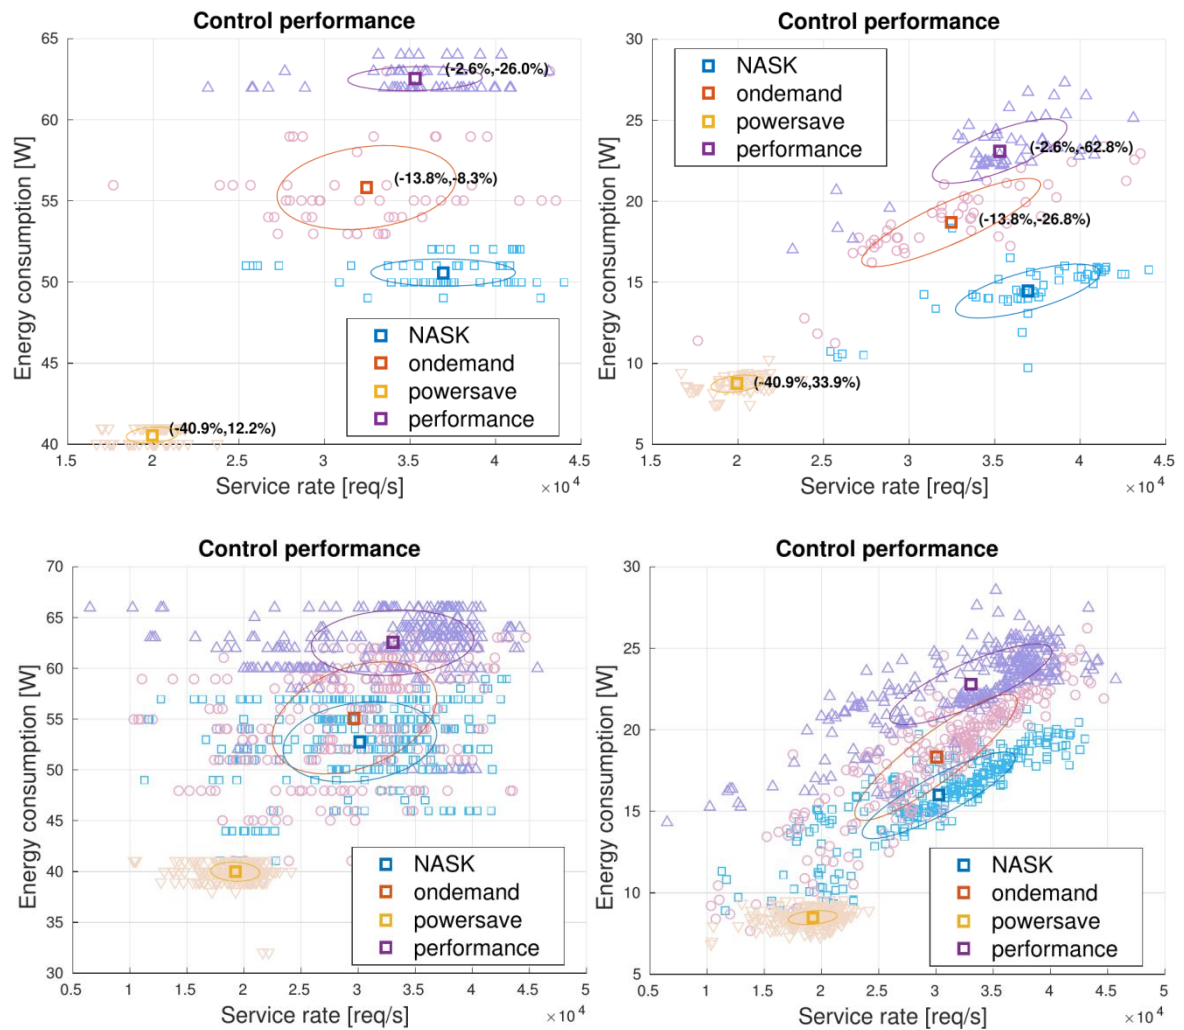 Control performance
Energy consumption [W]
65
60
55
50
45
40
1.5
2
2.5
3
3.5
4
4.5
Service rate [req/s]
×10^4
(-2.6%,-26.0%)
(-13.8%,-8.3%)
(-40.9%,12.2%)
NASK
ondemand
powersave
performance
Control performance
Energy consumption [W]
30
25
20
15
10
5
1.5
2
2.5
3
3.5
4
4.5
Service rate [req/s]
×10^4
NASK
ondemand
powersave
performance
(-2.6%,-62.8%)
(-13.8%,-26.8%)
(-40.9%,33.9%)
Control performance
Energy consumption [W]
70
65
60
55
50
45
40
35
30
0.5
1
1.5
2
2.5
3
3.5
4
4.5
5
Service rate [req/s]
×10^4
NASK
ondemand
powersave
performance
Control performance
Energy consumption [W]
30
25
20
15
10
5
0.5
1
1.5
2
2.5
3
3.5
4
4.5
5
Service rate [req/s]
×10^4
NASK
ondemand
powersave
performance